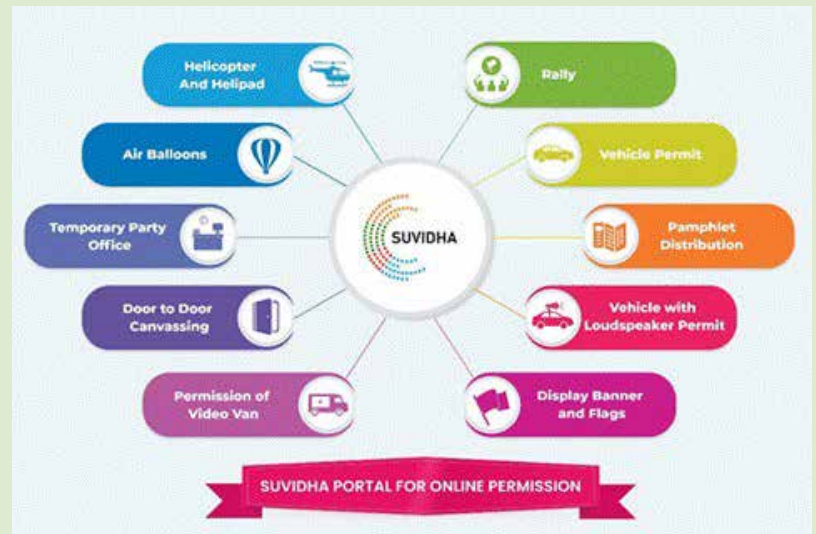 Helicopter
And Helipad
Rally
Air Balloons
Vehicle Permit
Temporary Party
Office
SUVIDHA
Pamphlet
Distribution
Door to Door
Canvassing
Vehicle with
Loudspeaker Permit
Permission of
Video Van
Display Banner
and Flags
SUVIDHA PORTAL FOR ONLINE PERMISSION